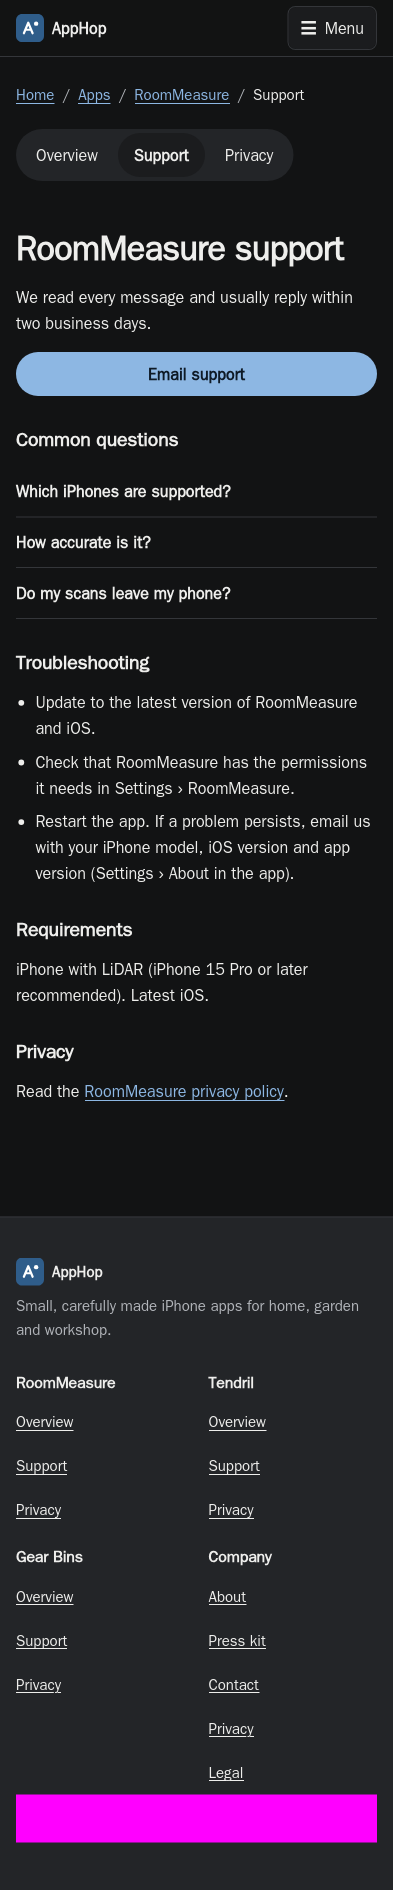 AppHop
☰ Menu
Home / Apps / RoomMeasure / Support
Overview Support Privacy
RoomMeasure support
We read every message and usually reply within
two business days.
Email support
Common questions
Which iPhones are supported?
How accurate is it?
Do my scans leave my phone?
Troubleshooting
• Update to the latest version of RoomMeasure
and iOS.
• Check that RoomMeasure has the permissions
it needs in Settings › RoomMeasure.
• Restart the app. If a problem persists, email us
with your iPhone model, iOS version and app
version (Settings › About in the app).
Requirements
iPhone with LiDAR (iPhone 15 Pro or later
recommended). Latest iOS.
Privacy
Read the RoomMeasure privacy policy.
AppHop
Small, carefully made iPhone apps for home, garden
and workshop.
RoomMeasure
Overview
Support
Privacy
Tendril
Overview
Support
Privacy
Gear Bins
Overview
Support
Privacy
Company
About
Press kit
Contact
Privacy
Legal